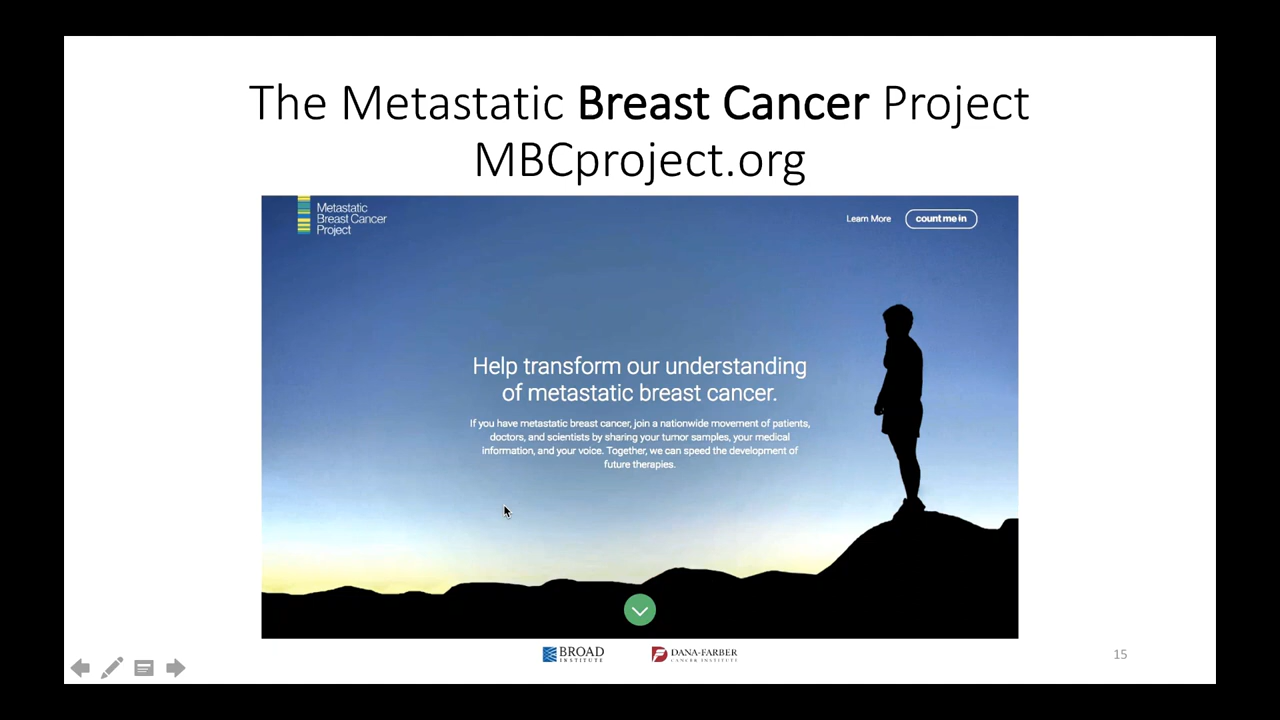 The Metastatic Breast Cancer Project
MBCproject.org
Metastatic
Breast Cancer
Project
Learn More
count me in
Help transform our understanding
of metastatic breast cancer.
If you have metastatic breast cancer, join a nationwide movement of patients,
doctors, and scientists by sharing your tumor samples, your medical
information, and your voice. Together, we can speed the development of
future therapies.
BROAD
INSTITUTE
DANA-FARBER
CANCER INSTITUTE
15